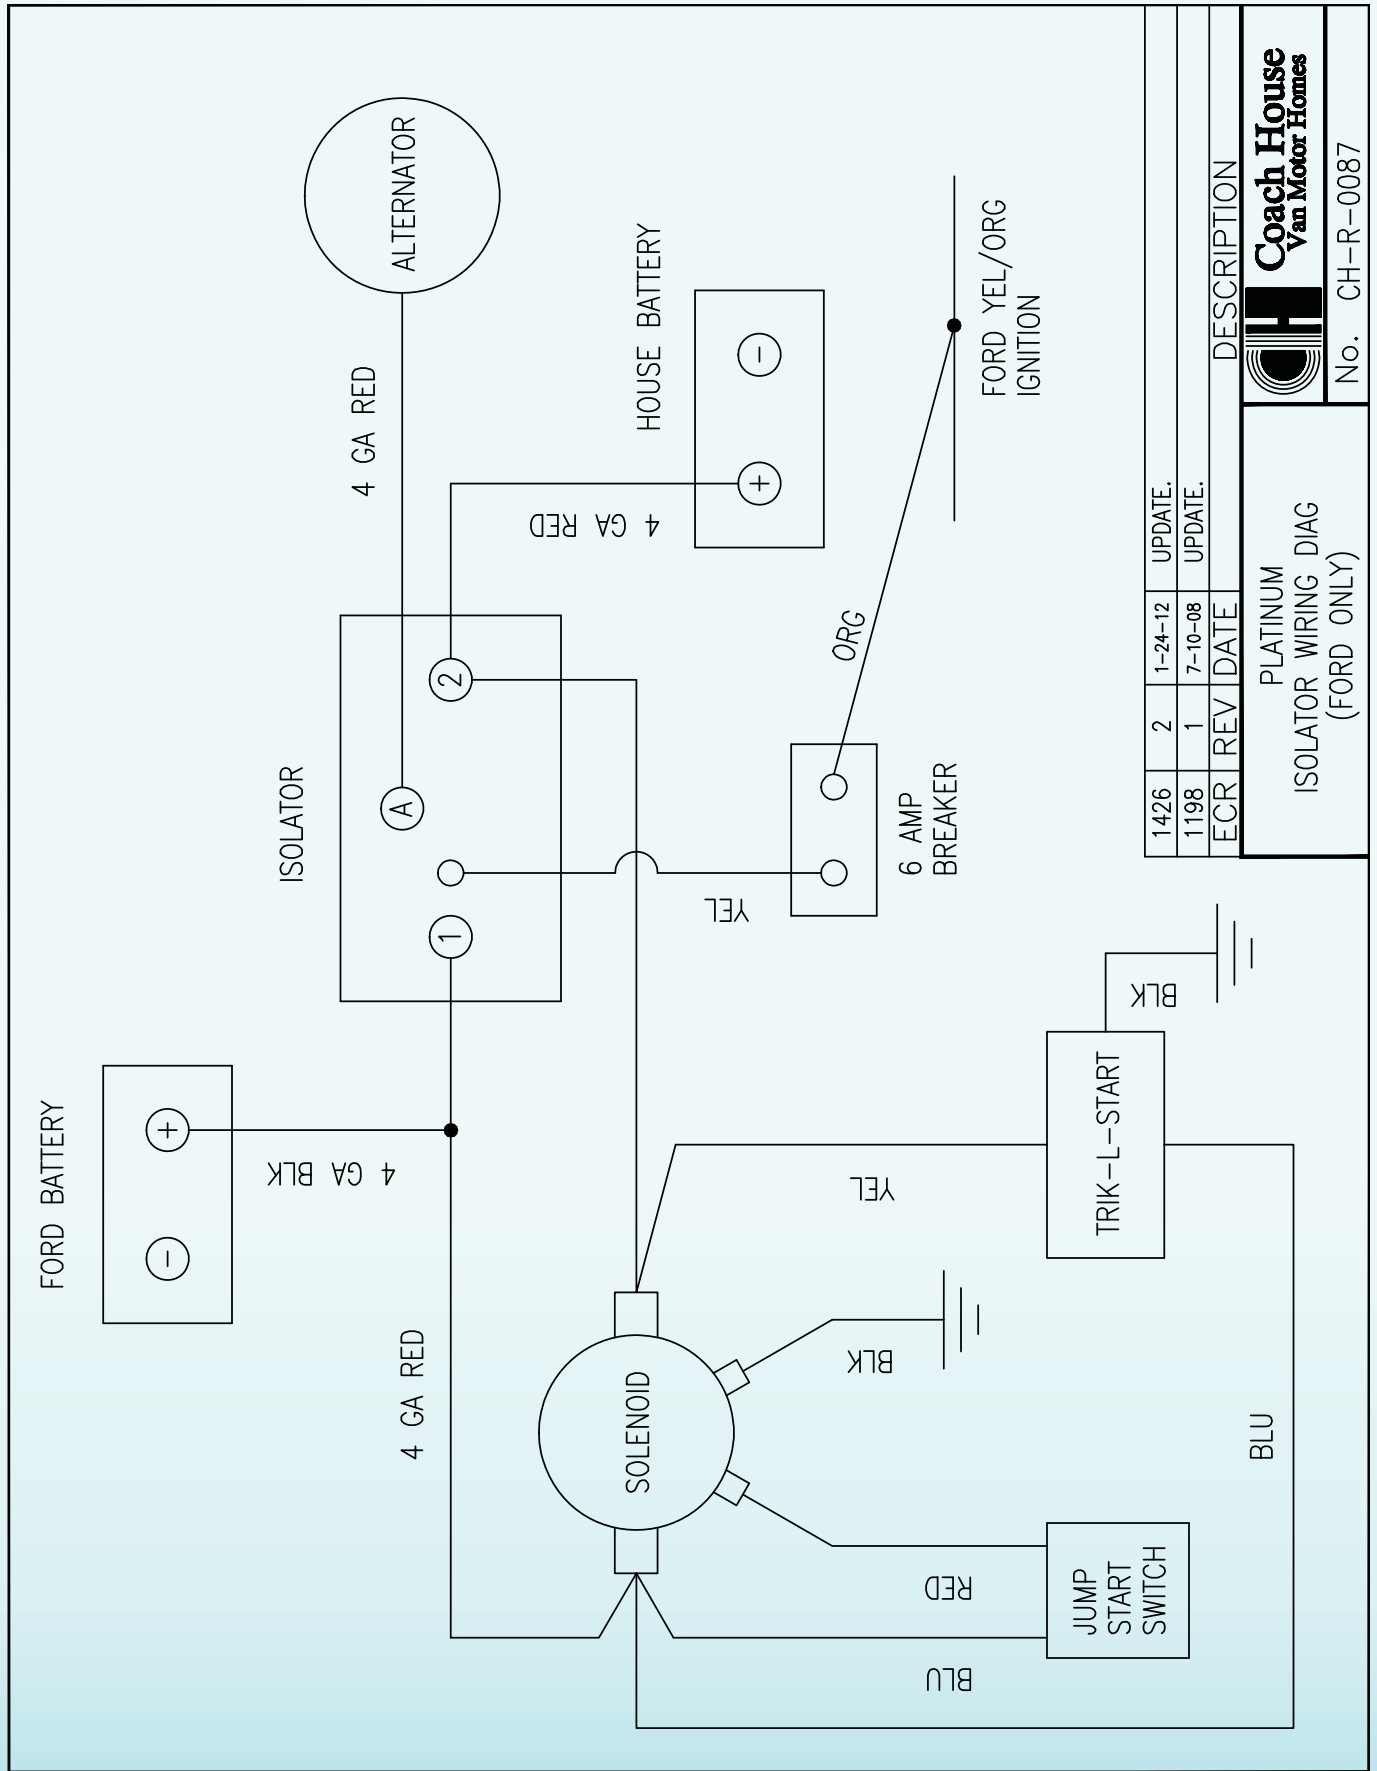 FORD BATTERY
+
-
4 GA BLK
ISOLATOR
1
A
2
4 GA RED
ALTERNATOR
4 GA RED
HOUSE BATTERY
+
-
4 GA RED
SOLENOID
YEL
6 AMP
BREAKER
ORG
FORD YEL/ORG
IGNITION
BLK
RED
BLU
YEL
JUMP
START
SWITCH
TRIK-L-START
BLK
BLU
1426 2 1-24-12 UPDATE.
1198 1 7-10-08 UPDATE.
ECR REV DATE DESCRIPTION
PLATINUM
ISOLATOR WIRING DIAG
(FORD ONLY)
CH
Coach House
Van Motor Homes
No. CH-R-0087